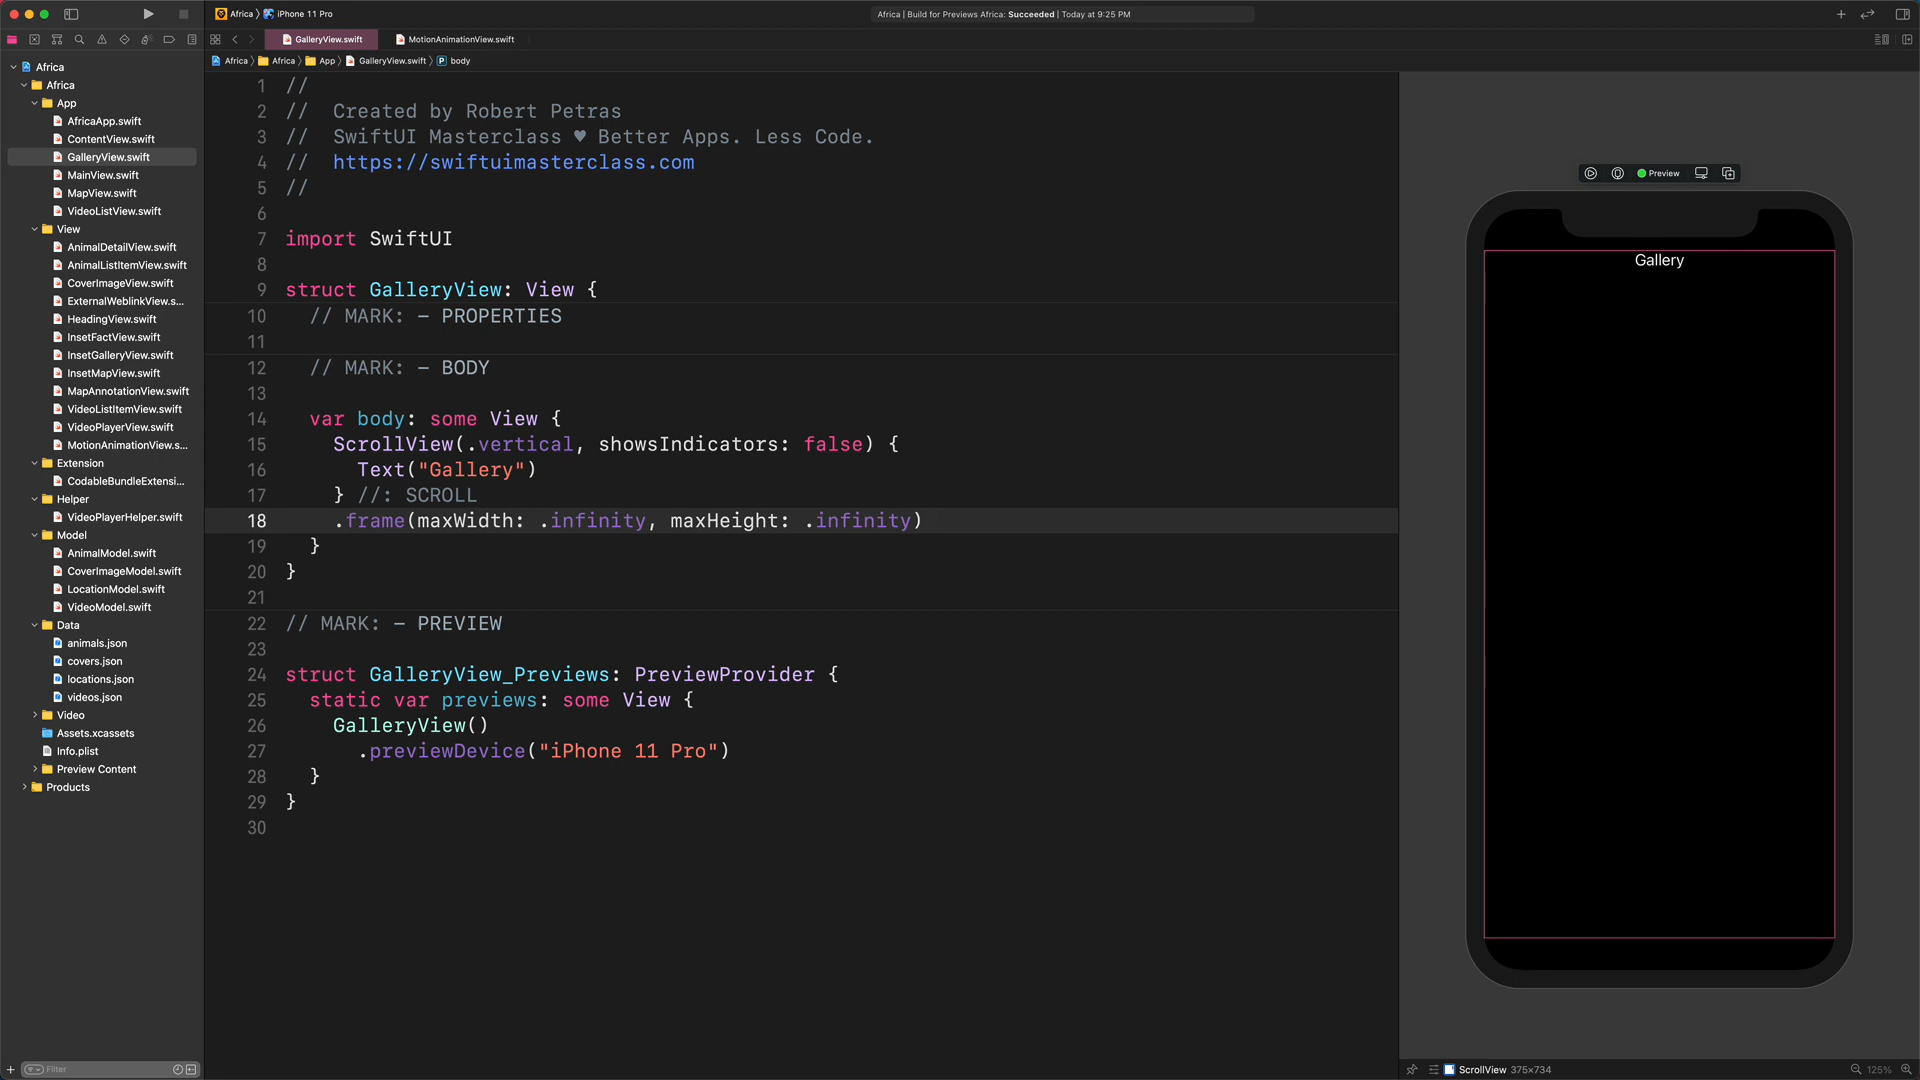 Africa › iPhone 11 Pro
Africa | Build for Previews Africa: Succeeded | Today at 9:25 PM
GalleryView.swift
MotionAnimationView.swift
Africa › Africa › App › GalleryView.swift › P body
Africa
Africa
App
AfricaApp.swift
ContentView.swift
GalleryView.swift
MainView.swift
MapView.swift
VideoListView.swift
View
AnimalDetailView.swift
AnimalListItemView.swift
CoverImageView.swift
ExternalWeblinkView.s...
HeadingView.swift
InsetFactView.swift
InsetGalleryView.swift
InsetMapView.swift
MapAnnotationView.swift
VideoListItemView.swift
VideoPlayerView.swift
MotionAnimationView.s...
Extension
CodableBundleExtensi...
Helper
VideoPlayerHelper.swift
Model
AnimalModel.swift
CoverImageModel.swift
LocationModel.swift
VideoModel.swift
Data
animals.json
covers.json
locations.json
videos.json
Video
Assets.xcassets
Info.plist
Preview Content
Products
Filter
1 //
2 //  Created by Robert Petras
3 //  SwiftUI Masterclass ♥ Better Apps. Less Code.
4 //  https://swiftuimasterclass.com
5 //
6
7 import SwiftUI
8
9 struct GalleryView: View {
10   // MARK: - PROPERTIES
11
12   // MARK: - BODY
13
14   var body: some View {
15     ScrollView(.vertical, showsIndicators: false) {
16       Text("Gallery")
17     } //: SCROLL
18     .frame(maxWidth: .infinity, maxHeight: .infinity)
19   }
20 }
21
22 // MARK: - PREVIEW
23
24 struct GalleryView_Previews: PreviewProvider {
25   static var previews: some View {
26     GalleryView()
27       .previewDevice("iPhone 11 Pro")
28   }
29 }
30
Preview
Gallery
ScrollView 375×734
125%